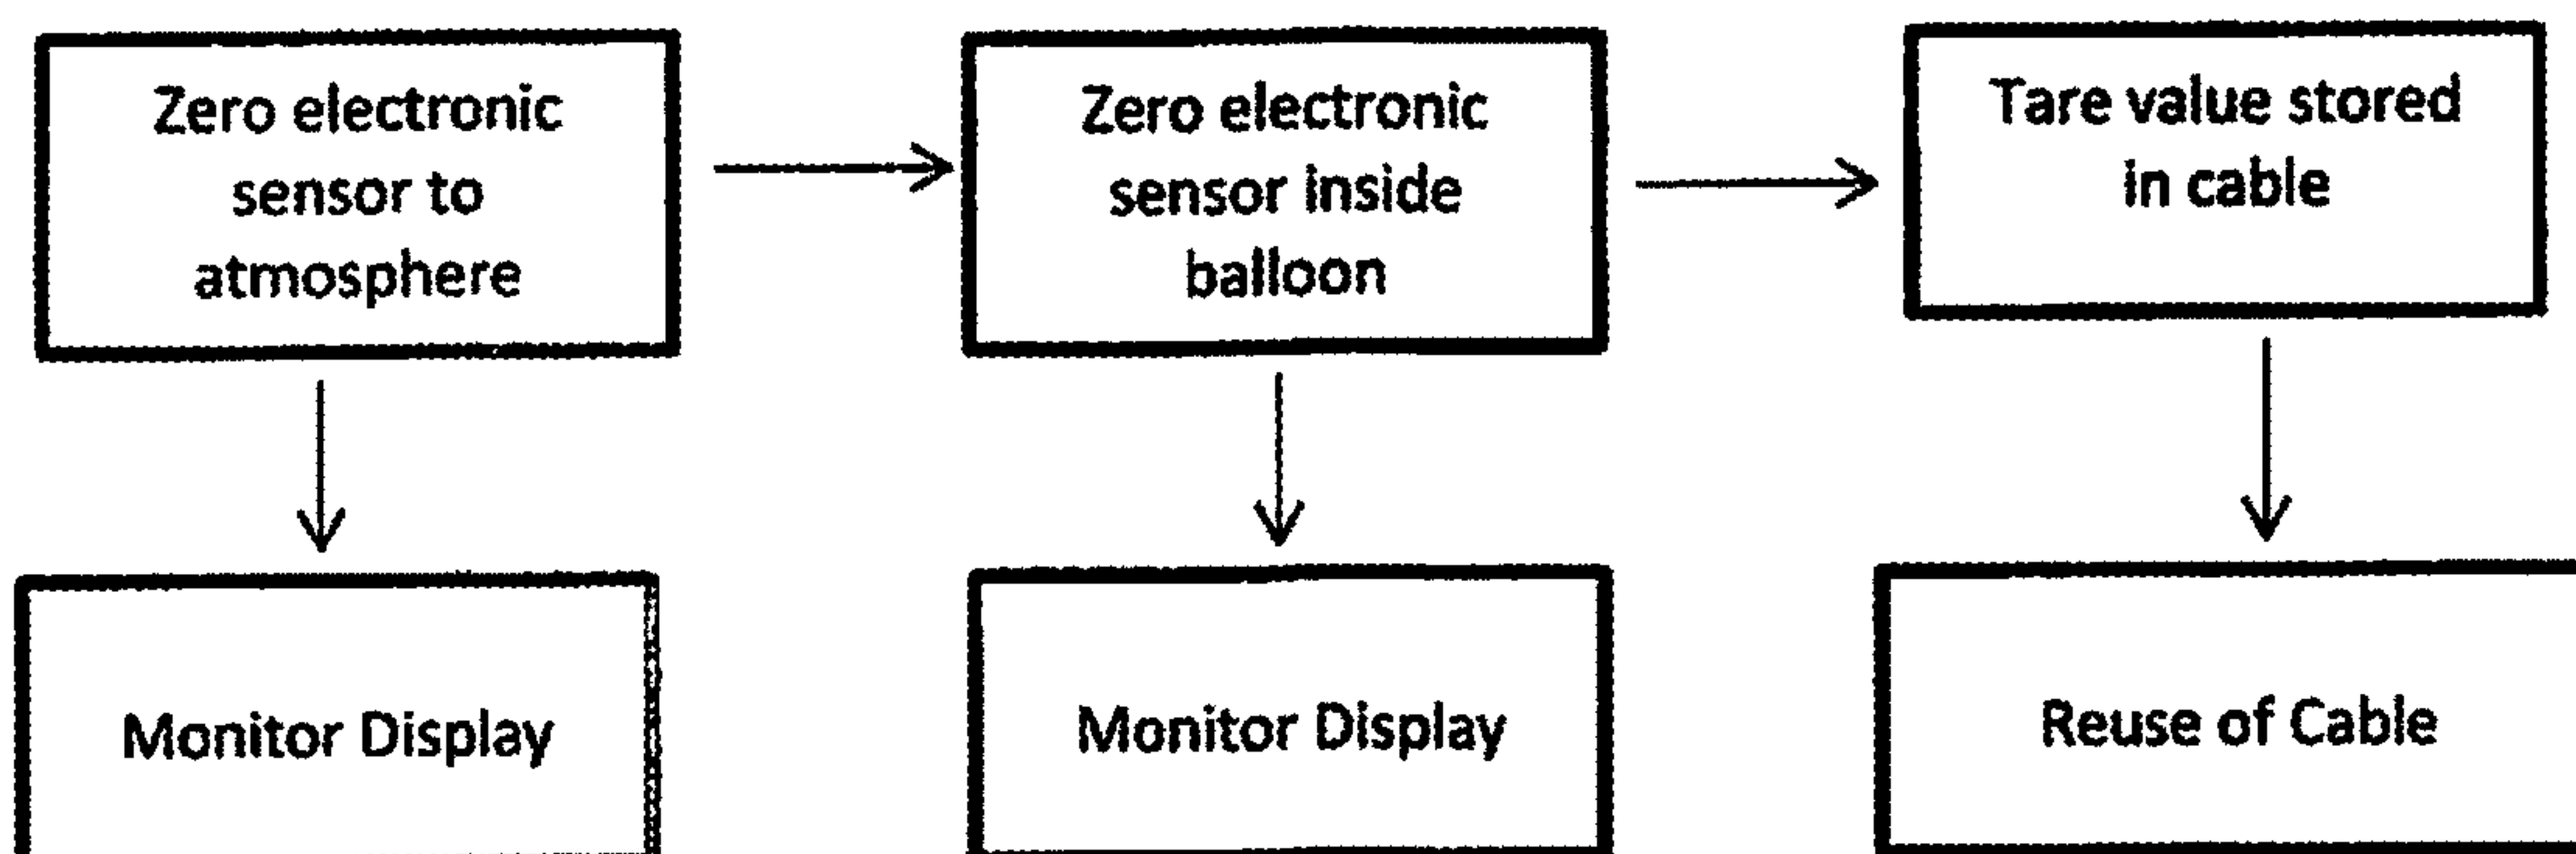 Zero electronic
sensor to
atmosphere
Zero electronic
sensor inside
balloon
Tare value stored
in cable
Monitor Display
Monitor Display
Reuse of Cable